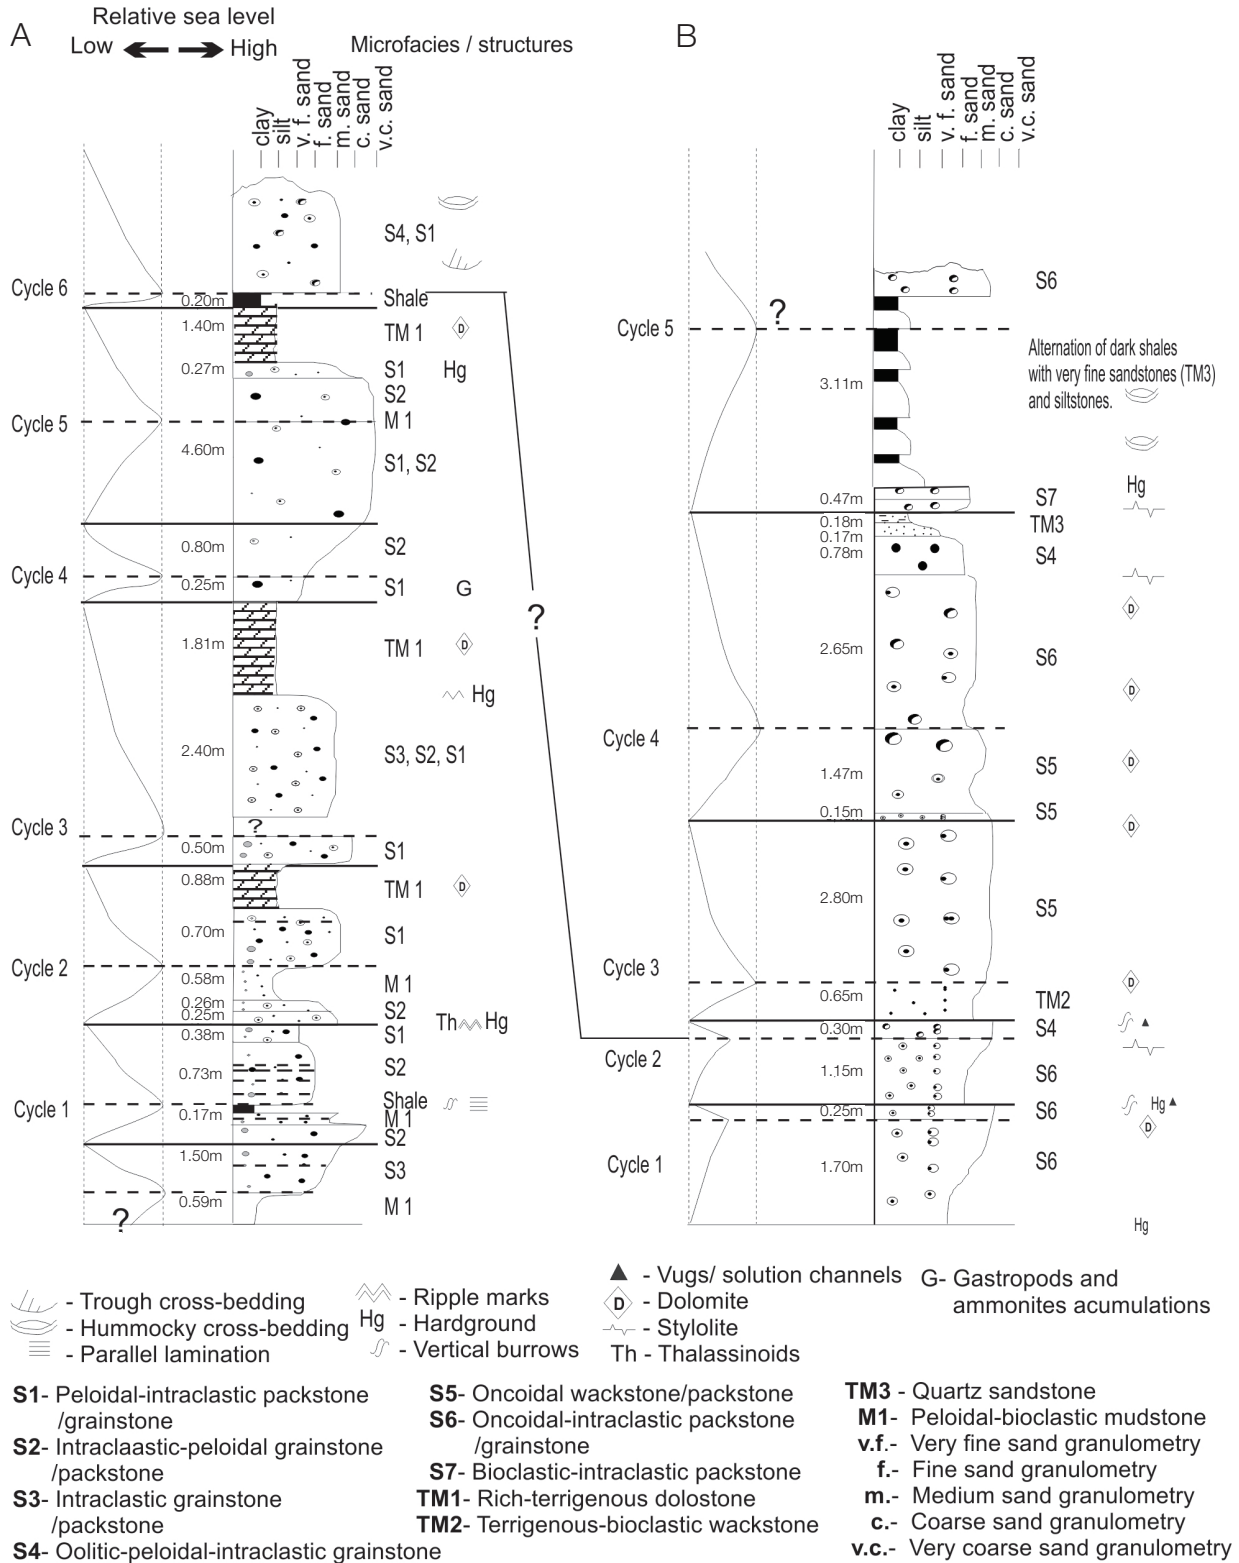 A
Relative sea level
Low High
Microfacies / structures
clay
silt
v. f. sand
f. sand
m. sand
c. sand
v.c. sand
S4, S1
Cycle 6
0.20m
Shale
1.40m
TM 1
D
0.27m
S1
Hg
S2
Cycle 5
M 1
4.60m
S1, S2
0.80m
S2
Cycle 4
0.25m
S1
G
1.81m
TM 1
D
Hg
2.40m
S3, S2, S1
Cycle 3
?
0.50m
S1
0.88m
TM 1
D
0.70m
S1
Cycle 2
0.58m
M 1
0.26m
0.25m
S2
Th Hg
0.38m
S1
0.73m
S2
Shale
Cycle 1
0.17m
M 1
S2
1.50m
S3
0.59m
M 1
?
?
B
clay
silt
v. f. sand
f. sand
m. sand
c. sand
v.c. sand
S6
?
Cycle 5
Alternation of dark shales
with very fine sandstones (TM3)
and siltstones.
3.11m
Hg
0.47m
S7
0.18m
TM3
0.17m
0.78m
S4
D
2.65m
S6
D
Cycle 4
1.47m
S5
D
0.15m
S5
D
2.80m
S5
Cycle 3
D
0.65m
TM2
0.30m
S4
Cycle 2
1.15m
S6
0.25m
S6
Hg
D
Cycle 1
1.70m
S6
Hg
- Trough cross-bedding
- Hummocky cross-bedding
- Parallel lamination
- Ripple marks
Hg - Hardground
- Vertical burrows
- Vugs/ solution channels
D - Dolomite
- Stylolite
Th - Thalassinoids
G- Gastropods and
ammonites acumulations
S1- Peloidal-intraclastic packstone
/grainstone
S2- Intraclaastic-peloidal grainstone
/packstone
S3- Intraclastic grainstone
/packstone
S4- Oolitic-peloidal-intraclastic grainstone
S5- Oncoidal wackstone/packstone
S6- Oncoidal-intraclastic packstone
/grainstone
S7- Bioclastic-intraclastic packstone
TM1- Rich-terrigenous dolostone
TM2- Terrigenous-bioclastic wackstone
TM3 - Quartz sandstone
M1- Peloidal-bioclastic mudstone
v.f.- Very fine sand granulometry
f.- Fine sand granulometry
m.- Medium sand granulometry
c.- Coarse sand granulometry
v.c.- Very coarse sand granulometry